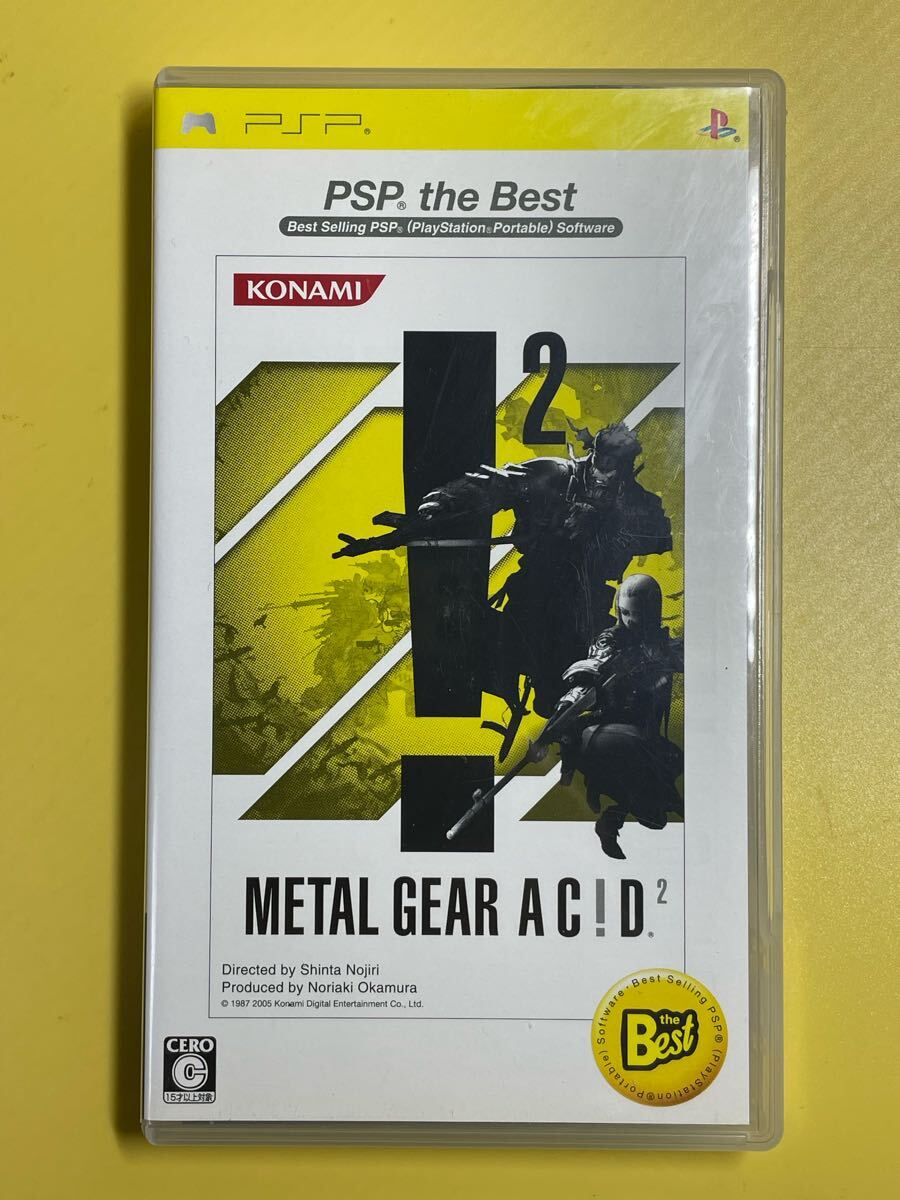 PSP®
PSP® the Best
Best Selling PSP® (PlayStation®Portable) Software
KONAMI
2
METAL GEAR AC!D²®
Directed by Shinta Nojiri
Produced by Noriaki Okamura
© 1987 2005 Konami Digital Entertainment Co., Ltd.
Software・Best Selling PSP® (PlayStation®Portable)
the
Best
CERO
C
15才以上対象